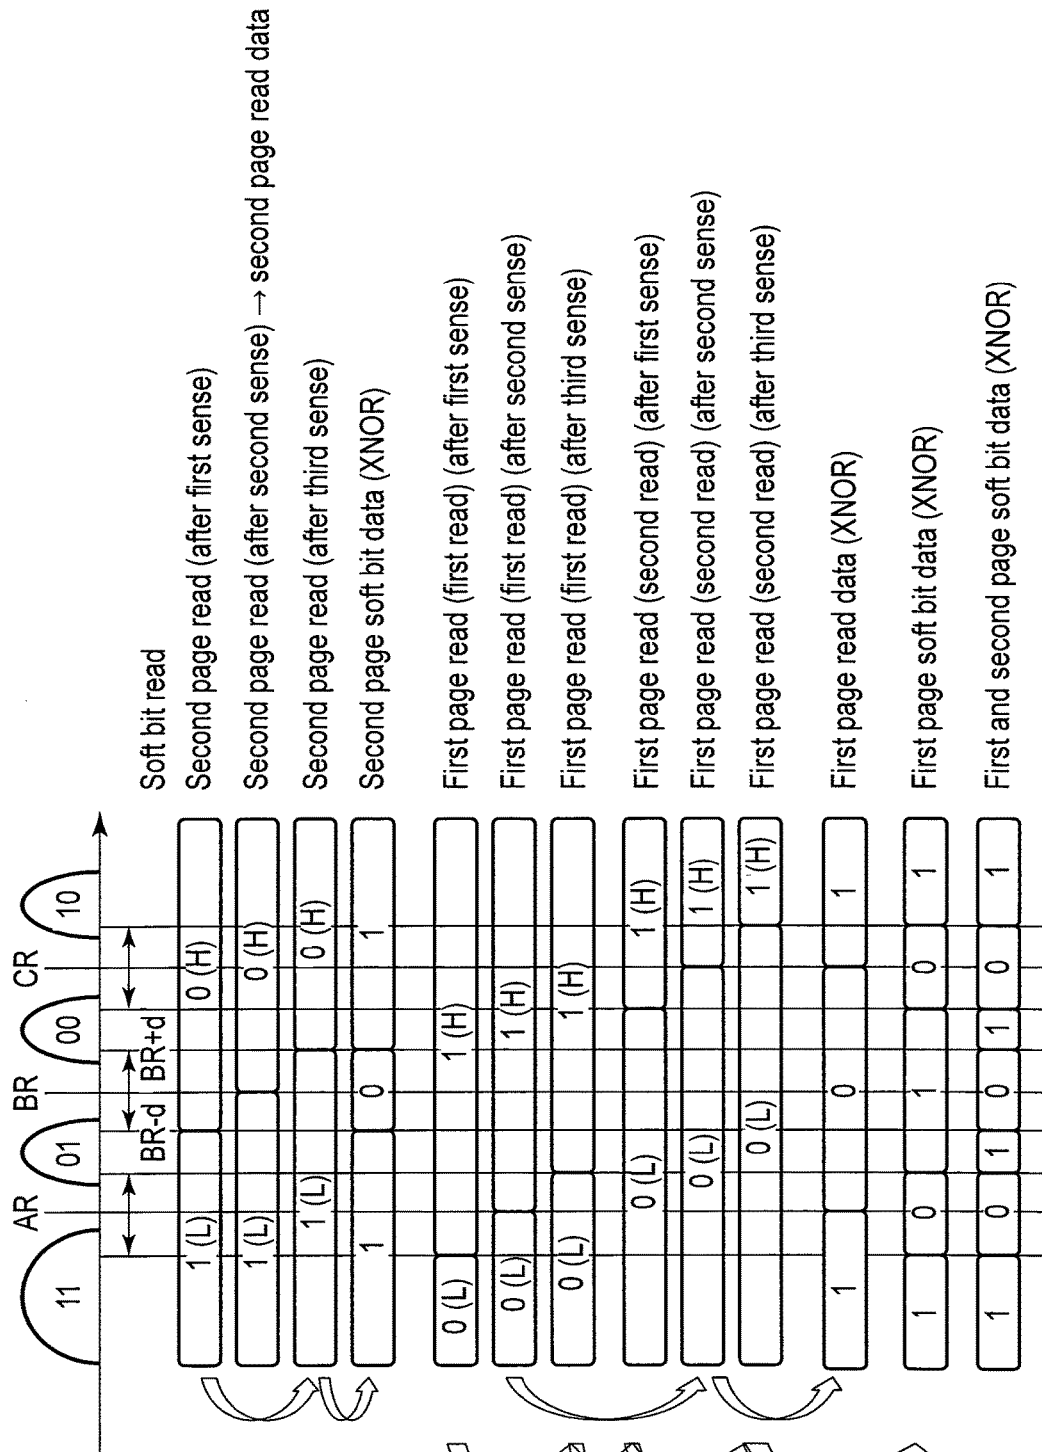 11 01 00 10
AR BR CR
BR-d BR+d
Soft bit read
1 (L) 0 (H) Second page read (after first sense)
1 (L) 0 (H) Second page read (after second sense) → second page read data
1 (L) 0 (H) Second page read (after third sense)
1 0 1 Second page soft bit data (XNOR)
0 (L) 1 (H) First page read (first read) (after first sense)
0 (L) 1 (H) First page read (first read) (after second sense)
0 (L) 1 (H) First page read (first read) (after third sense)
0 (L) 1 (H) First page read (second read) (after first sense)
0 (L) 1 (H) First page read (second read) (after second sense)
0 (L) 1 (H) First page read (second read) (after third sense)
1 0 1 First page read data (XNOR)
1 0 1 0 1 First page soft bit data (XNOR)
1 0 1 0 1 0 1 First and second page soft bit data (XNOR)